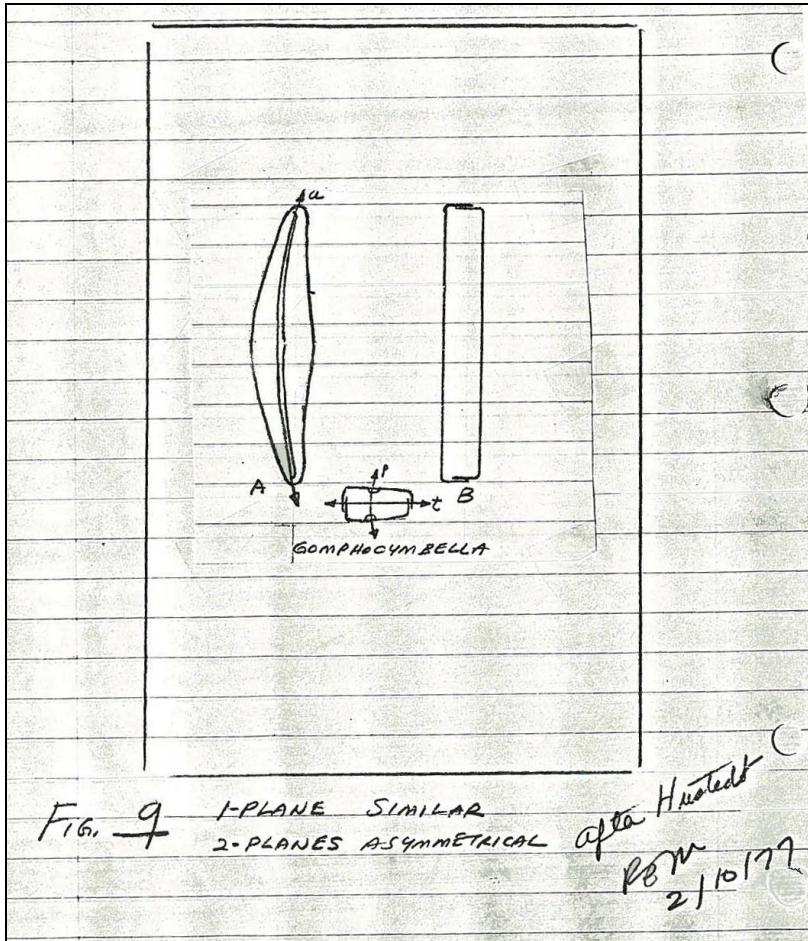 a
A
B
p
t
GOMPHOCYMBELLA
FIG. 9
1-PLANE SIMILAR
2-PLANES ASYMMETRICAL
after Hustedt
2/10/77